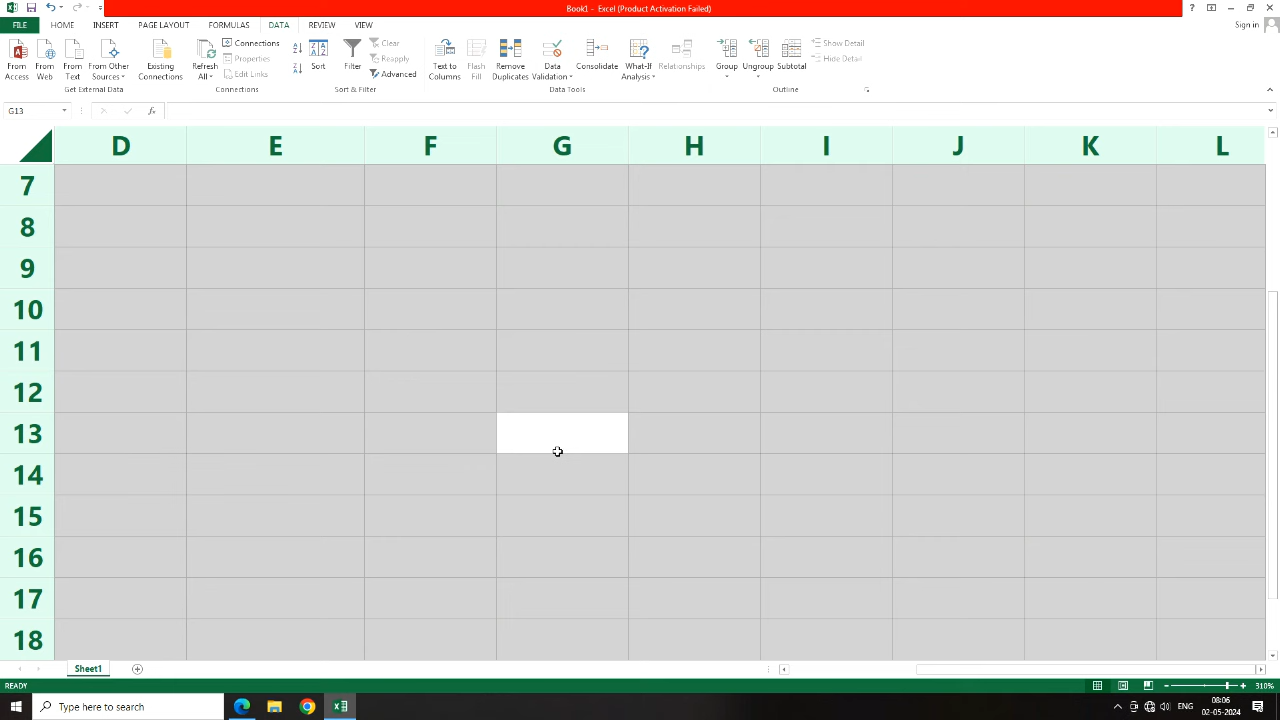 Book1 - Excel (Product Activation Failed)
FILE HOME INSERT PAGE LAYOUT FORMULAS DATA REVIEW VIEW Sign in
From Access From Web From Text From Other Sources Existing Connections Refresh All Connections Properties Edit Links Sort Filter Clear Reapply Advanced Text to Columns Flash Fill Remove Duplicates Data Validation Consolidate What-If Analysis Relationships Group Ungroup Subtotal Show Detail Hide Detail
Get External Data Connections Sort & Filter Data Tools Outline
G13 fx
D E F G H I J K L
7
8
9
10
11
12
13
14
15
16
17
18
Sheet1
READY 310%
Type here to search ENG 08:06
02-05-2024